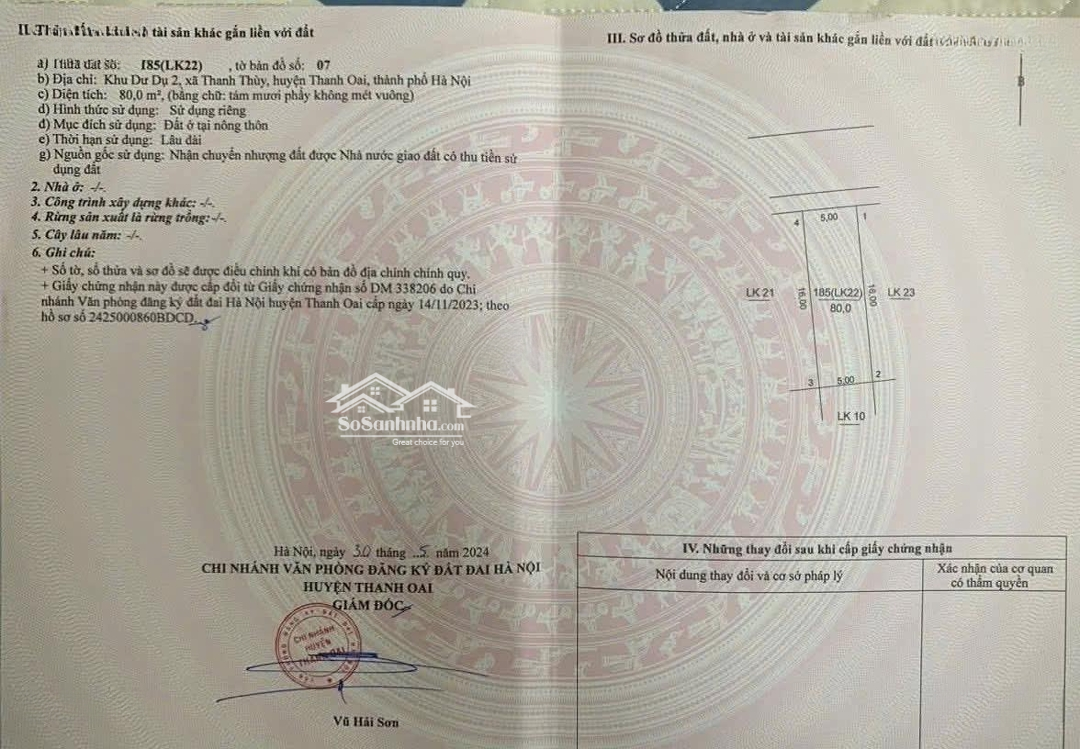 tài sản khác gắn liền với đất
a) Thửa đất số: 185(LK22) , tờ bản đồ số: 07
b) Địa chỉ: Khu Dư Dụ 2, xã Thanh Thùy, huyện Thanh Oai, thành phố Hà Nội
c) Diện tích: 80,0 m², (bằng chữ: tám mươi phẩy không mét vuông)
d) Hình thức sử dụng: Sử dụng riêng
đ) Mục đích sử dụng: Đất ở tại nông thôn
e) Thời hạn sử dụng: Lâu dài
g) Nguồn gốc sử dụng: Nhận chuyển nhượng đất được Nhà nước giao đất có thu tiền sử
dụng đất
2. Nhà ở: -/-.
3. Công trình xây dựng khác: -/-.
4. Rừng sản xuất là rừng trồng:-/-.
5. Cây lâu năm: -/-.
6. Ghi chú:
+ Số tờ, số thửa và sơ đồ sẽ được điều chỉnh khi có bản đồ địa chính chính quy.
+ Giấy chứng nhận này được cấp đổi từ Giấy chứng nhận số DM 338206 do Chi
nhánh Văn phòng đăng ký đất đai Hà Nội huyện Thanh Oai cấp ngày 14/11/2023; theo
hồ sơ số 2425000860BDCD
SoSanhnha.com
Great choice for you
Hà Nội, ngày 30 tháng 5 năm 2024
CHI NHÁNH VĂN PHÒNG ĐĂNG KÝ ĐẤT ĐAI HÀ NỘI
HUYỆN THANH OAI
GIÁM ĐỐC
CHI NHÁNH
HUYỆN
THANH OAI
Vũ Hải Sơn
III. Sơ đồ thửa đất, nhà ở và tài sản khác gắn liền với đất
B
4 5,00 1
LK 21 16,00 185(LK22) 16,00 LK 23
80,0
3 5,00 2
LK 10
IV. Những thay đổi sau khi cấp giấy chứng nhận
Nội dung thay đổi và cơ sở pháp lý
Xác nhận của cơ quan
có thẩm quyền